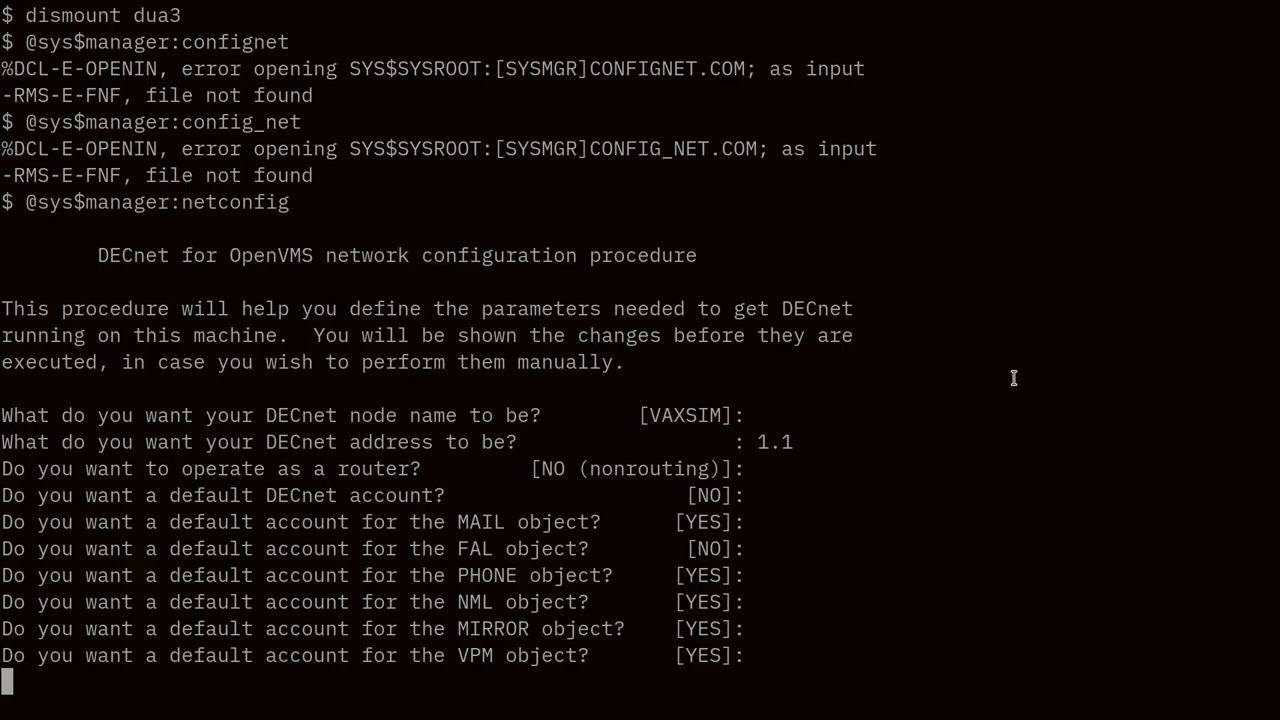 $ dismount dua3
$ @sys$manager:confignet
%DCL-E-OPENIN, error opening SYS$SYSROOT:[SYSMGR]CONFIGNET.COM; as input
-RMS-E-FNF, file not found
$ @sys$manager:config_net
%DCL-E-OPENIN, error opening SYS$SYSROOT:[SYSMGR]CONFIG_NET.COM; as input
-RMS-E-FNF, file not found
$ @sys$manager:netconfig
DECnet for OpenVMS network configuration procedure
This procedure will help you define the parameters needed to get DECnet
running on this machine.  You will be shown the changes before they are
executed, in case you wish to perform them manually.
What do you want your DECnet node name to be?        [VAXSIM]:
What do you want your DECnet address to be?                  : 1.1
Do you want to operate as a router?         [NO (nonrouting)]:
Do you want a default DECnet account?                    [NO]:
Do you want a default account for the MAIL object?      [YES]:
Do you want a default account for the FAL object?        [NO]:
Do you want a default account for the PHONE object?     [YES]:
Do you want a default account for the NML object?       [YES]:
Do you want a default account for the MIRROR object?    [YES]:
Do you want a default account for the VPM object?       [YES]: